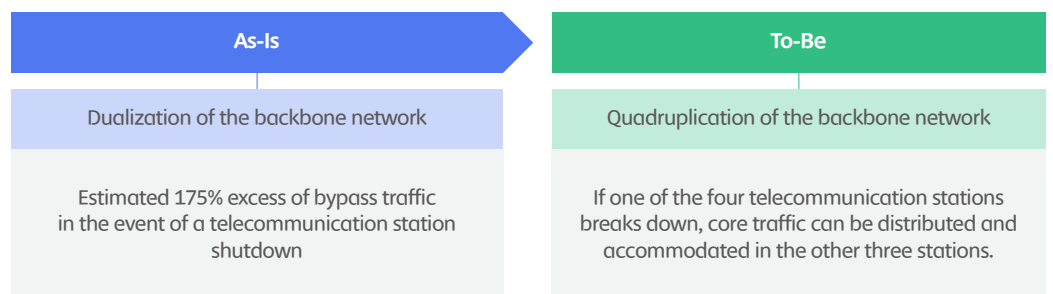 As-Is
To-Be
Dualization of the backbone network
Quadruplication of the backbone network
Estimated 175% excess of bypass traffic
in the event of a telecommunication station
shutdown
If one of the four telecommunication stations
breaks down, core traffic can be distributed and
accommodated in the other three stations.